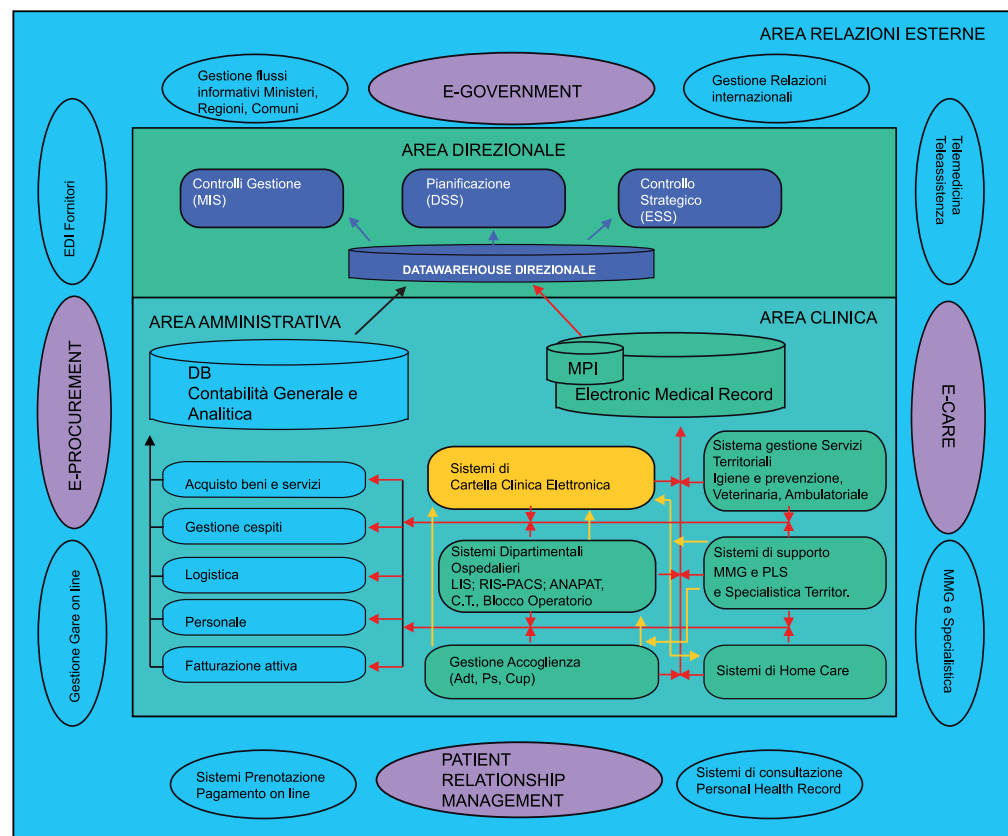 AREA RELAZIONI ESTERNE
Gestione flussi
informativi Ministeri,
Regioni, Comuni
E-GOVERNMENT
Gestione Relazioni
internazionali
EDI Fornitori
Telemedicina
Teleassistenza
AREA DIREZIONALE
Controlli Gestione
(MIS)
Pianificazione
(DSS)
Controllo
Strategico
(ESS)
DATAWAREHOUSE DIREZIONALE
E-PROCUREMENT
E-CARE
AREA AMMINISTRATIVA
AREA CLINICA
DB
Contabilità Generale e
Analitica
MPI
Electronic Medical Record
Acquisto beni e servizi
Gestione cespiti
Logistica
Personale
Fatturazione attiva
Sistemi di
Cartella Clinica Elettronica
Sistema gestione Servizi
Territoriali
Igiene e prevenzione,
Veterinaria, Ambulatoriale
Sistemi Dipartimentali
Ospedalieri
LIS; RIS-PACS; ANAPAT,
C.T., Blocco Operatorio
Sistemi di supporto
MMG e PLS
e Specialistica Territor.
Gestione Accoglienza
(Adt, Ps, Cup)
Sistemi di Home Care
Gestione Gare on line
MMG e Specialistica
Sistemi Prenotazione
Pagamento on line
PATIENT
RELATIONSHIP
MANAGEMENT
Sistemi di consultazione
Personal Health Record